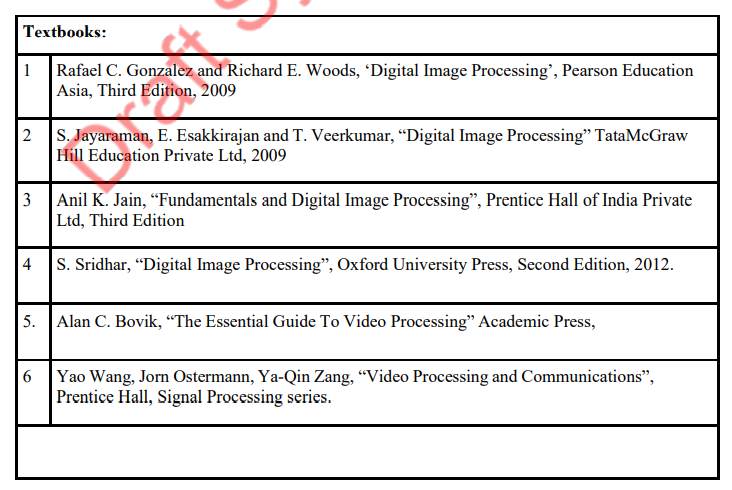 Textbooks:
1 Rafael C. Gonzalez and Richard E. Woods, ‘Digital Image Processing’, Pearson Education
Asia, Third Edition, 2009
2 S. Jayaraman, E. Esakkirajan and T. Veerkumar, “Digital Image Processing” TataMcGraw
Hill Education Private Ltd, 2009
3 Anil K. Jain, “Fundamentals and Digital Image Processing”, Prentice Hall of India Private
Ltd, Third Edition
4 S. Sridhar, “Digital Image Processing”, Oxford University Press, Second Edition, 2012.
5. Alan C. Bovik, “The Essential Guide To Video Processing” Academic Press,
6 Yao Wang, Jorn Ostermann, Ya-Qin Zang, “Video Processing and Communications”,
Prentice Hall, Signal Processing series.
Draft